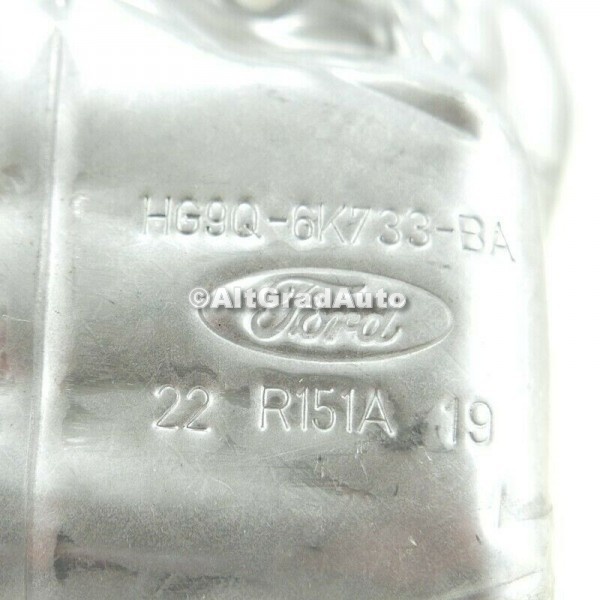 HG9Q-6K733-BA
©AltGradAuto
Ford
22 R151A 19